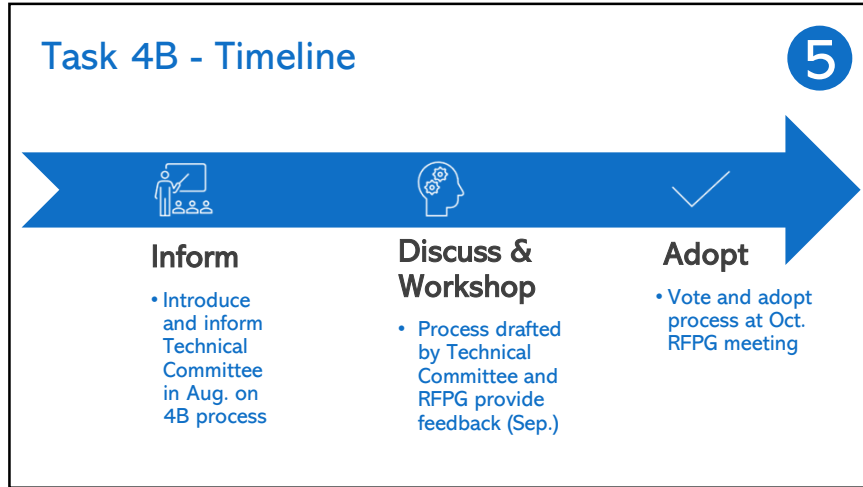 Task 4B - Timeline
5
Inform
• Introduce
and inform
Technical
Committee
in Aug. on
4B process
Discuss &
Workshop
• Process drafted
by Technical
Committee and
RFPG provide
feedback (Sep.)
Adopt
• Vote and adopt
process at Oct.
RFPG meeting